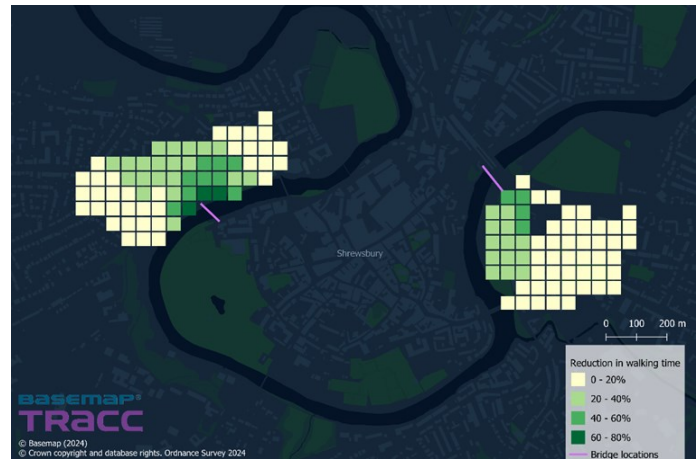 Shrewsbury
0 100 200 m
Reduction in walking time
0 - 20%
20 - 40%
40 - 60%
60 - 80%
Bridge locations
BASEMAP
TRACC
© Basemap (2024)
© Crown copyright and database rights. Ordnance Survey 2024